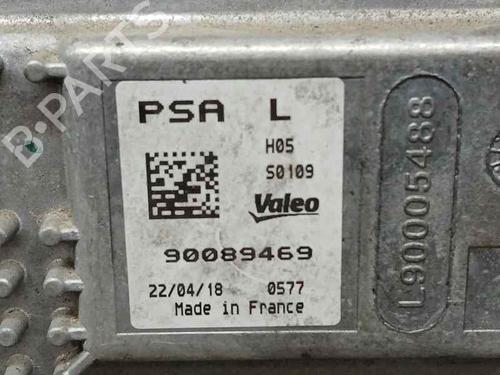 PSA L
H05
S0109
Valeo
90089469
22/04/18 0577
Made in France
L90005488
B-PARTS